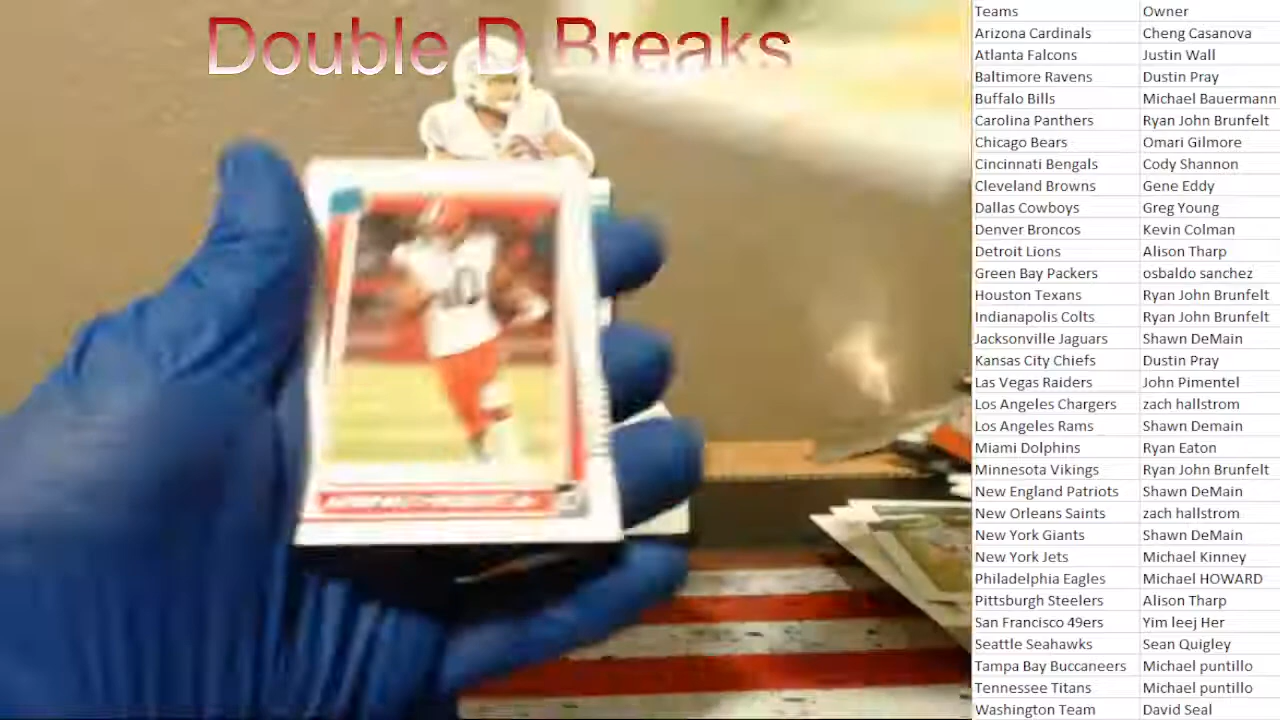 Double D Breaks
Teams Owner
Arizona Cardinals Cheng Casanova
Atlanta Falcons Justin Wall
Baltimore Ravens Dustin Pray
Buffalo Bills Michael Bauermann
Carolina Panthers Ryan John Brunfelt
Chicago Bears Omari Gilmore
Cincinnati Bengals Cody Shannon
Cleveland Browns Gene Eddy
Dallas Cowboys Greg Young
Denver Broncos Kevin Colman
Detroit Lions Alison Tharp
Green Bay Packers osbaldo sanchez
Houston Texans Ryan John Brunfelt
Indianapolis Colts Ryan John Brunfelt
Jacksonville Jaguars Shawn DeMain
Kansas City Chiefs Dustin Pray
Las Vegas Raiders John Pimentel
Los Angeles Chargers zach hallstrom
Los Angeles Rams Shawn Demain
Miami Dolphins Ryan Eaton
Minnesota Vikings Ryan John Brunfelt
New England Patriots Shawn DeMain
New Orleans Saints zach hallstrom
New York Giants Shawn DeMain
New York Jets Michael Kinney
Philadelphia Eagles Michael HOWARD
Pittsburgh Steelers Alison Tharp
San Francisco 49ers Yim leej Her
Seattle Seahawks Sean Quigley
Tampa Bay Buccaneers Michael puntillo
Tennessee Titans Michael puntillo
Washington Team David Seal